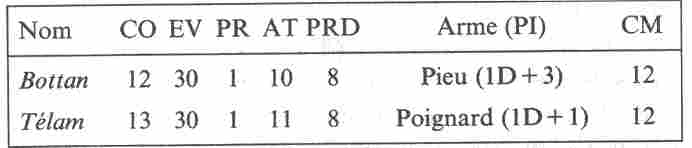 Nom CO EV PR AT PRD Arme (PI) CM
Bottan 12 30 1 10 8 Pieu (1D+3) 12
Télam 13 30 1 11 8 Poignard (1D+1) 12